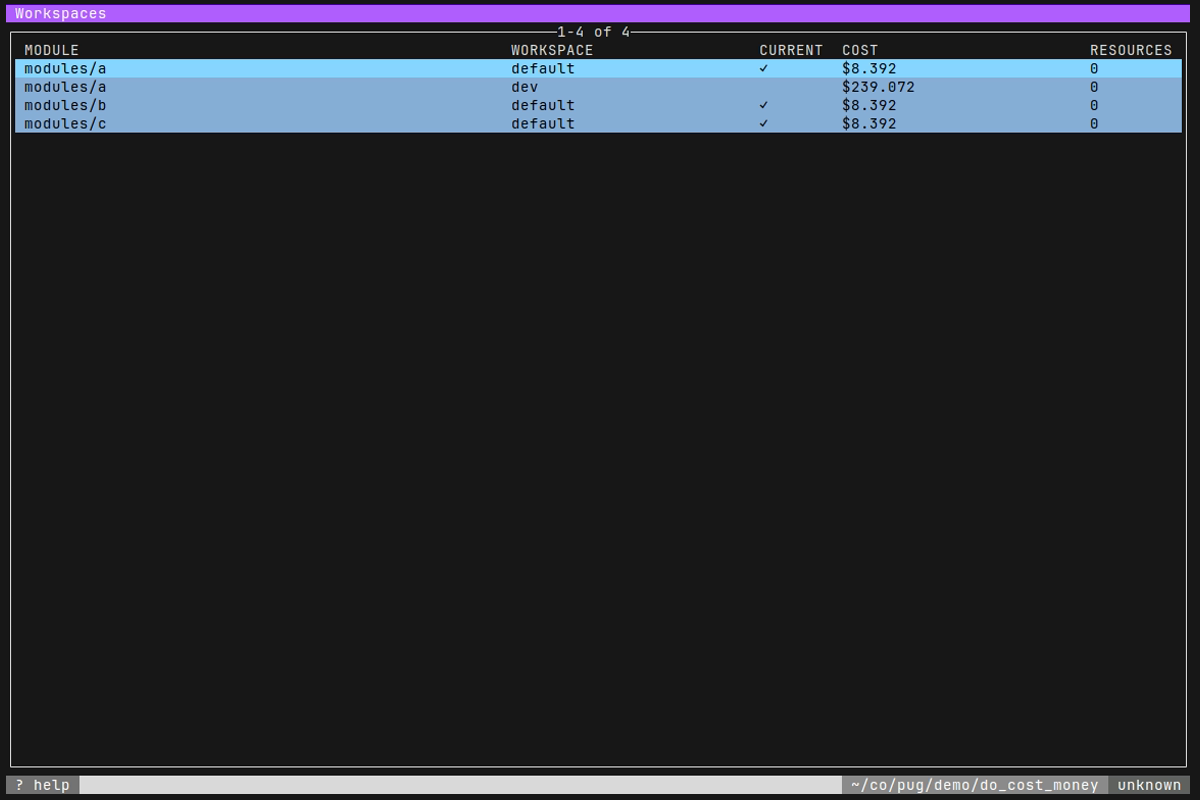 Workspaces
1-4 of 4
MODULE WORKSPACE CURRENT COST RESOURCES
modules/a default ✓ $8.392 0
modules/a dev $239.072 0
modules/b default ✓ $8.392 0
modules/c default ✓ $8.392 0
? help ~/co/pug/demo/do_cost_money unknown